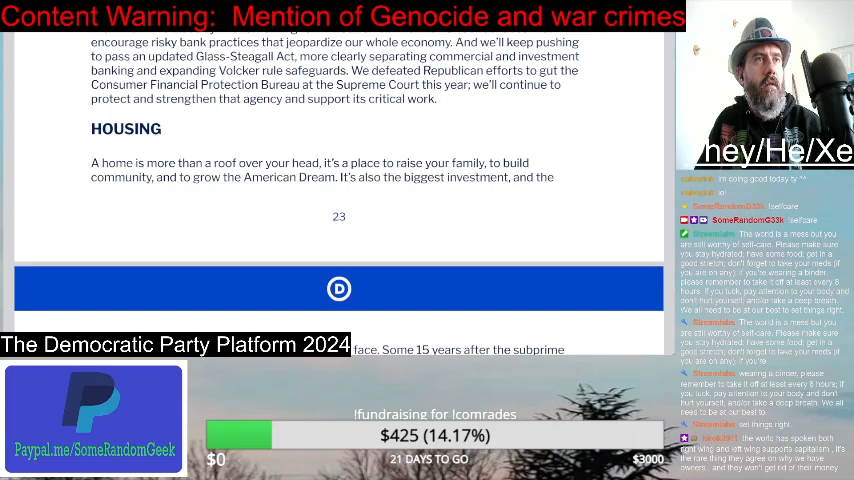 Content Warning:  Mention of Genocide and war crimes
encourage risky bank practices that jeopardize our whole economy. And we'll keep pushing
to pass an updated Glass-Steagall Act, more clearly separating commercial and investment
banking and expanding Volcker rule safeguards. We defeated Republican efforts to gut the
Consumer Financial Protection Bureau at the Supreme Court this year; we'll continue to
protect and strengthen that agency and support its critical work.
HOUSING
A home is more than a roof over your head, it's a place to raise your family, to build
community, and to grow the American Dream. It's also the biggest investment, and the
23
D
The Democratic Party Platform 2024
face. Some 15 years after the subprime
Paypal.me/SomeRandomGeek
!fundraising for !comrades
$425 (14.17%)
$0
21 DAYS TO GO
$3000
hey/He/Xe
im doing good today ty ^^
lol
SomeRandomG33k !selfcare
SomeRandomG33k !selfcare
Streamlabs The world is a mess but you
are still worthy of self-care. Please make sure
you stay hydrated; have some food; get in a
good stretch; don't forget to take your meds (if
you are on any); if you're wearing a binder,
please remember to take it off at least every 8
hours. If you tuck, pay attention to your body and
don't hurt yourself; and/or take a deep breath. We
all need to be at our best to set things right.
Streamlabs The world is a mess but you
are still worthy of self-care. Please make sure
you stay hydrated; have some food; get in a
good stretch; don't forget to take your meds (if
you are on any); if you're
Streamlabs wearing a binder, please
remember to take it off at least every 8 hours; if
you tuck, pay attention to your body and don't
hurt yourself; and/or take a deep breath. We all
need to be at our best to
Streamlabs set things right.
the world has spoken both
right wing and left wing supports capitalism , it's
the rare thing they agree on why we have
owners  and they won't get rid of their money